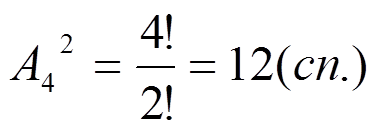 A₄² = 4!/2! = 12(сп.)